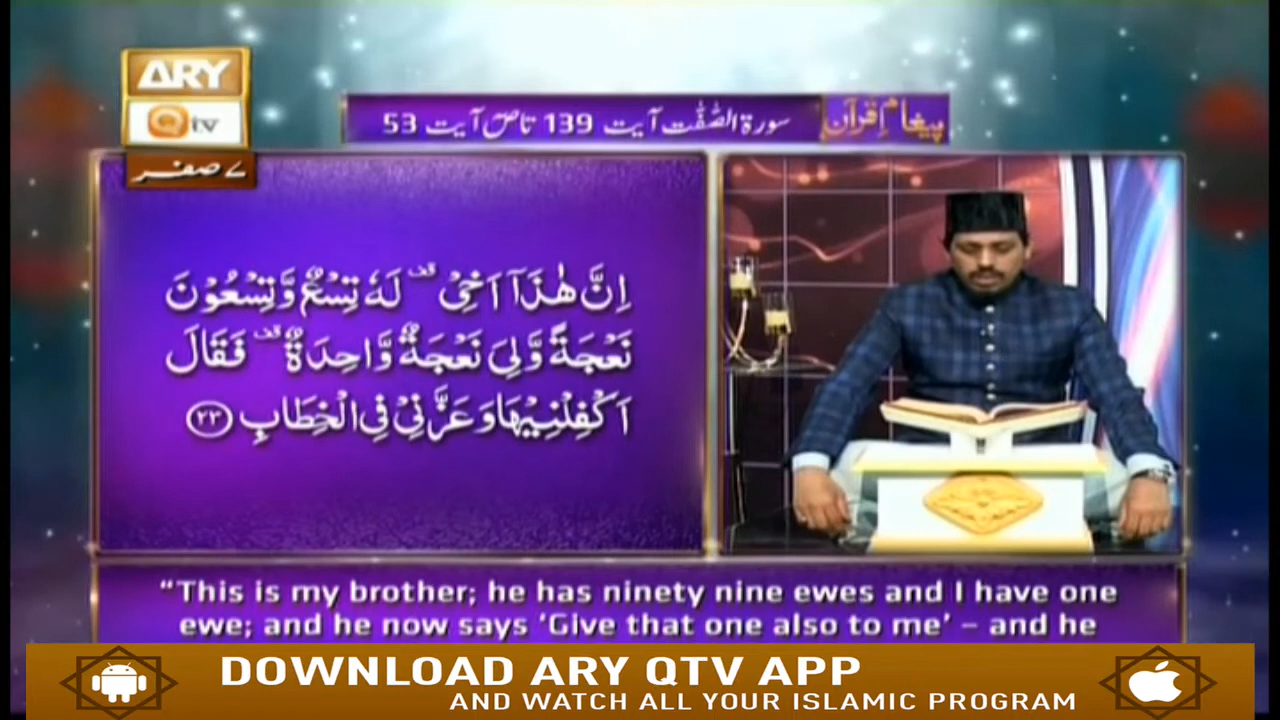 ARY
Qtv
۷ صفر
پیغامِ قرآن
سورۃ الصّٰٓفّٰت آیت 139 تا صٓ آیت 53
اِنَّ هٰذَاۤ اَخِیْ ۫ لَهٗ تِسْعٌ وَّتِسْعُوْنَ
نَعْجَةً وَّلِیَ نَعْجَةٌ وَّاحِدَةٌ ۫ فَقَالَ
اَكْفِلْنِیْهَا وَعَزَّنِیْ فِی الْخِطَابِ ﴿۲۳﴾
“This is my brother; he has ninety nine ewes and I have one
ewe; and he now says ‘Give that one also to me’ – and he
DOWNLOAD ARY QTV APP
AND WATCH ALL YOUR ISLAMIC PROGRAM